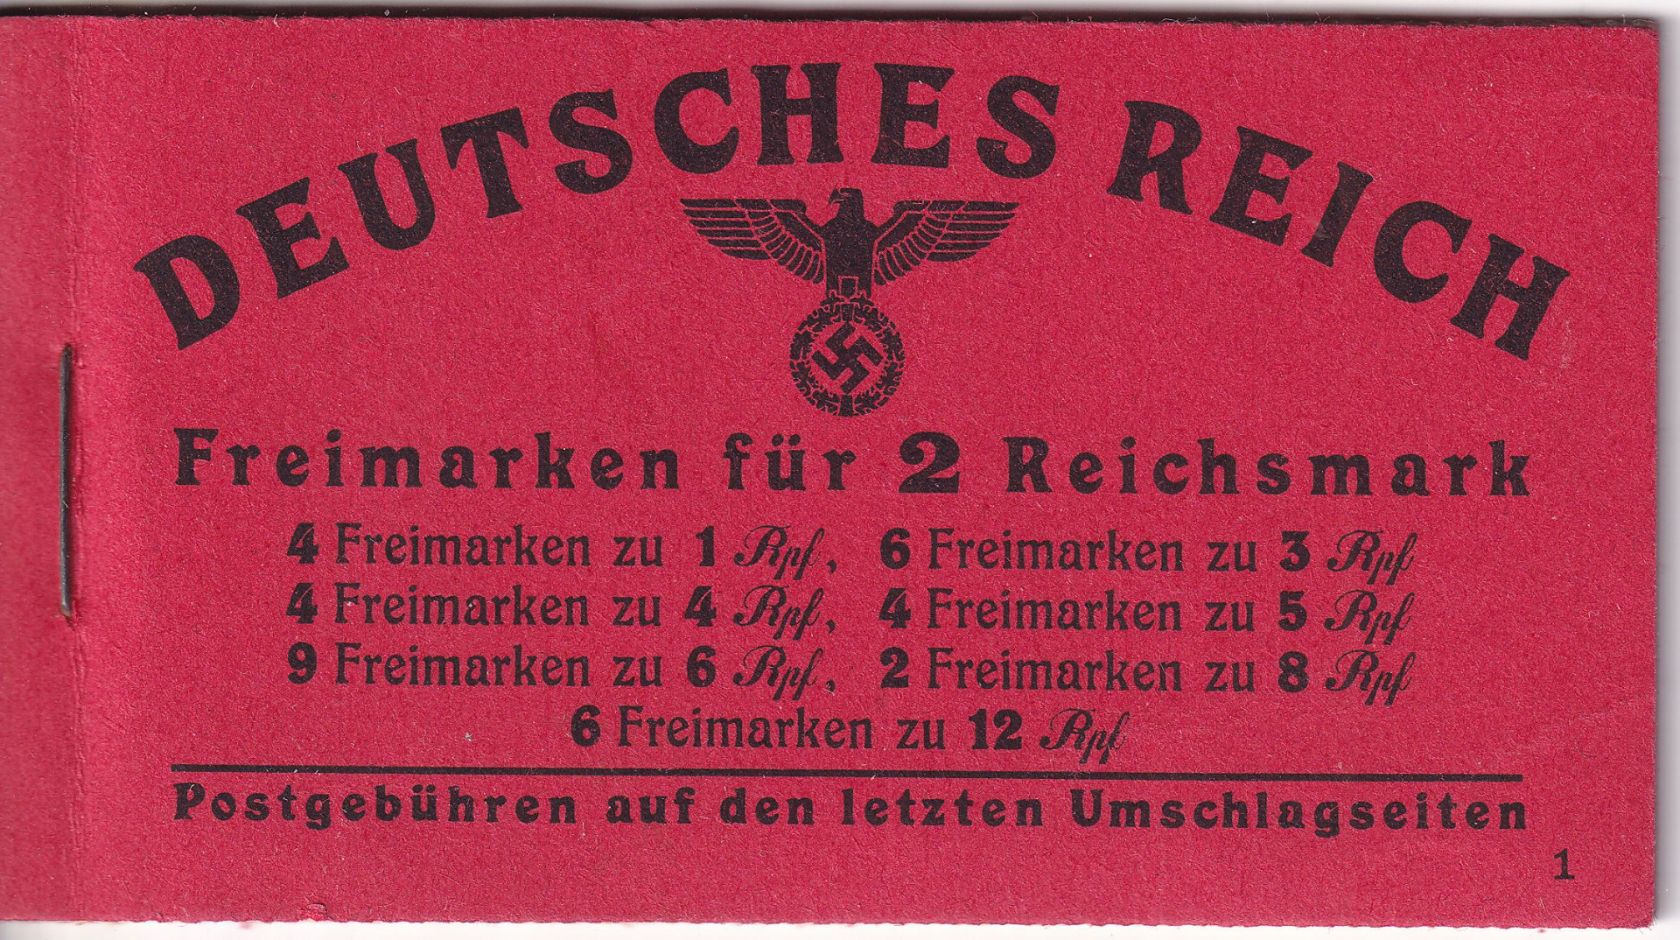 DEUTSCHES REICH
Freimarken für 2 Reichsmark
4 Freimarken zu 1 Rpf, 6 Freimarken zu 3 Rpf
4 Freimarken zu 4 Rpf, 4 Freimarken zu 5 Rpf
9 Freimarken zu 6 Rpf, 2 Freimarken zu 8 Rpf
6 Freimarken zu 12 Rpf
Postgebühren auf den letzten Umschlagseiten
1